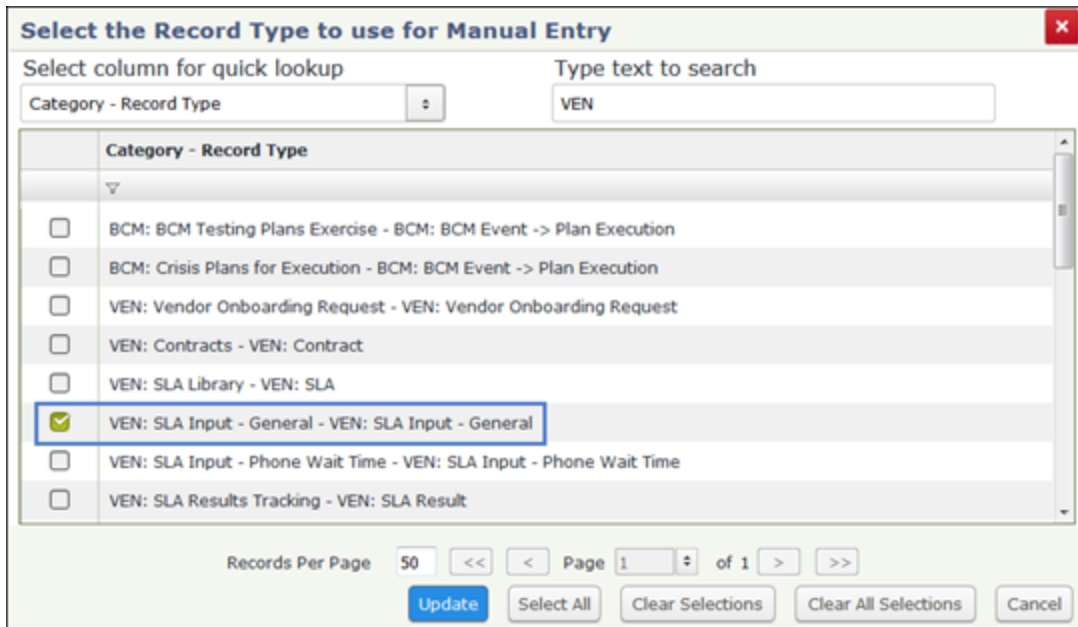 Select the Record Type to use for Manual Entry
Select column for quick lookup Type text to search
Category - Record Type VEN
Category - Record Type
BCM: BCM Testing Plans Exercise - BCM: BCM Event -> Plan Execution
BCM: Crisis Plans for Execution - BCM: BCM Event -> Plan Execution
VEN: Vendor Onboarding Request - VEN: Vendor Onboarding Request
VEN: Contracts - VEN: Contract
VEN: SLA Library - VEN: SLA
VEN: SLA Input - General - VEN: SLA Input - General
VEN: SLA Input - Phone Wait Time - VEN: SLA Input - Phone Wait Time
VEN: SLA Results Tracking - VEN: SLA Result
Records Per Page 50 << < Page 1 of 1 > >>
Update Select All Clear Selections Clear All Selections Cancel